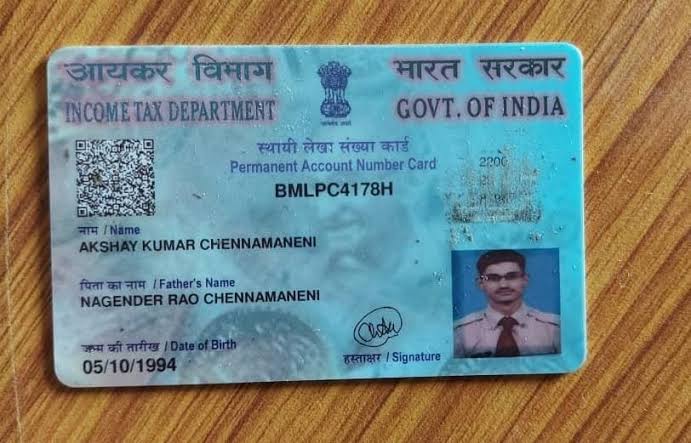 आयकर विभाग
INCOME TAX DEPARTMENT
भारत सरकार
GOVT. OF INDIA
स्थायी लेखा संख्या कार्ड
Permanent Account Number Card
BMLPC4178H
नाम / Name
AKSHAY KUMAR CHENNAMANENI
पिता का नाम / Father's Name
NAGENDER RAO CHENNAMANENI
जन्म की तारीख / Date of Birth
05/10/1994
हस्ताक्षर / Signature